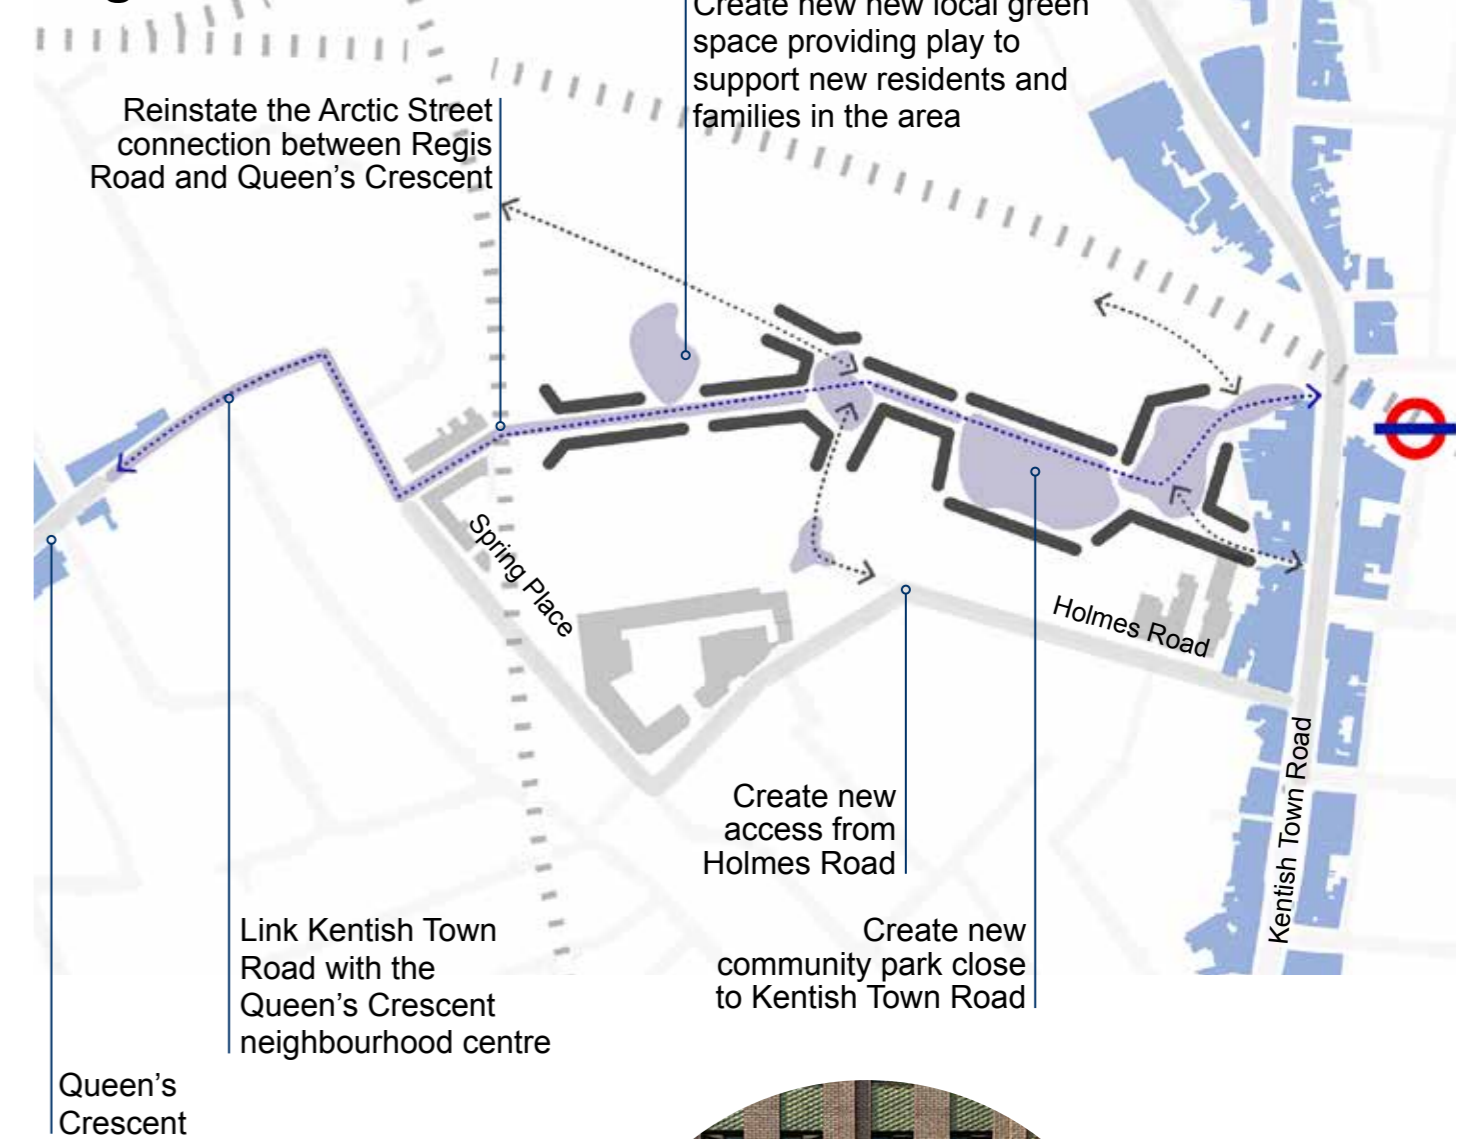 Create new new local green
space providing play to
support new residents and
families in the area
Reinstate the Arctic Street
connection between Regis
Road and Queen’s Crescent
Spring Place
Holmes Road
Kentish Town Road
Create new
access from
Holmes Road
Link Kentish Town
Road with the
Queen’s Crescent
neighbourhood centre
Create new
community park close
to Kentish Town Road
Queen’s
Crescent